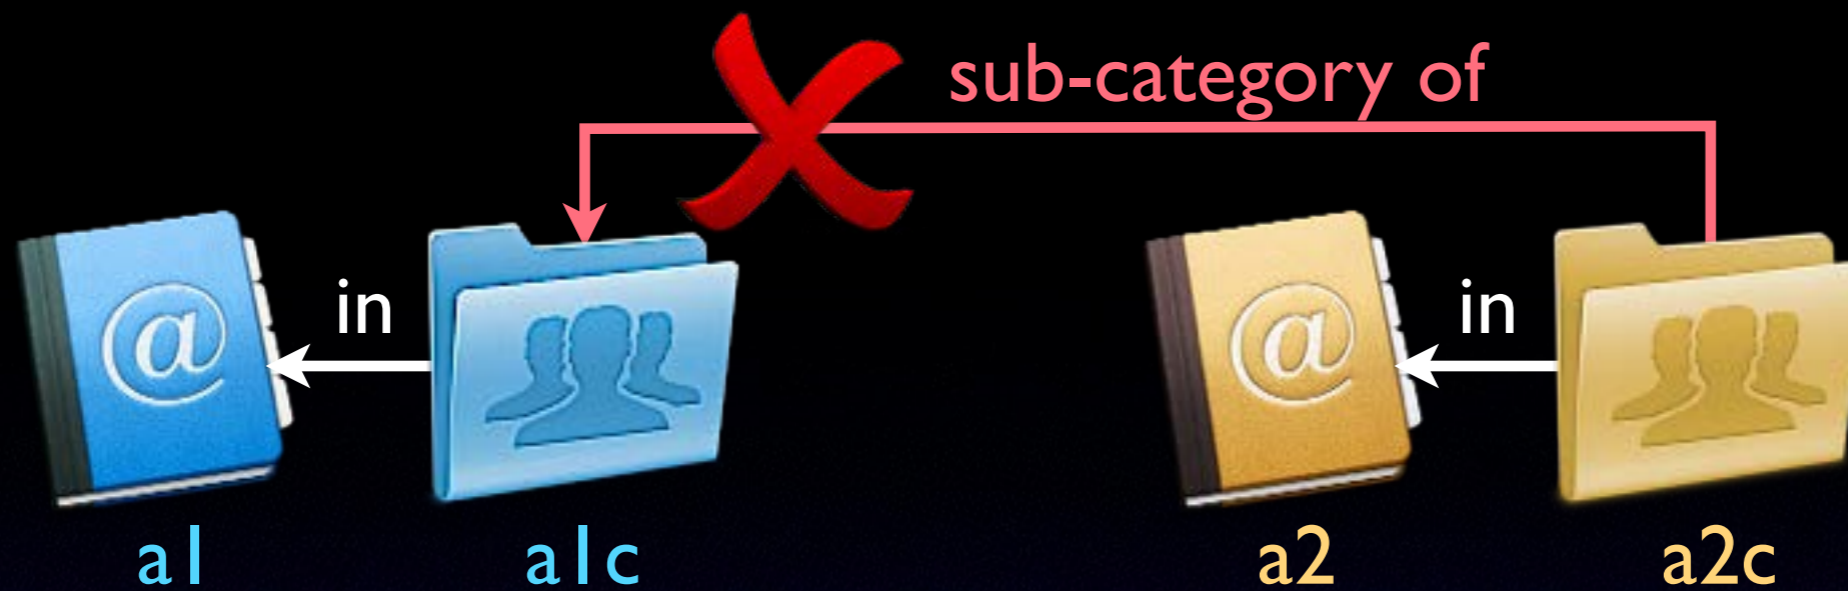 sub-category of
in
in
@
@
a1
a1c
a2
a2c